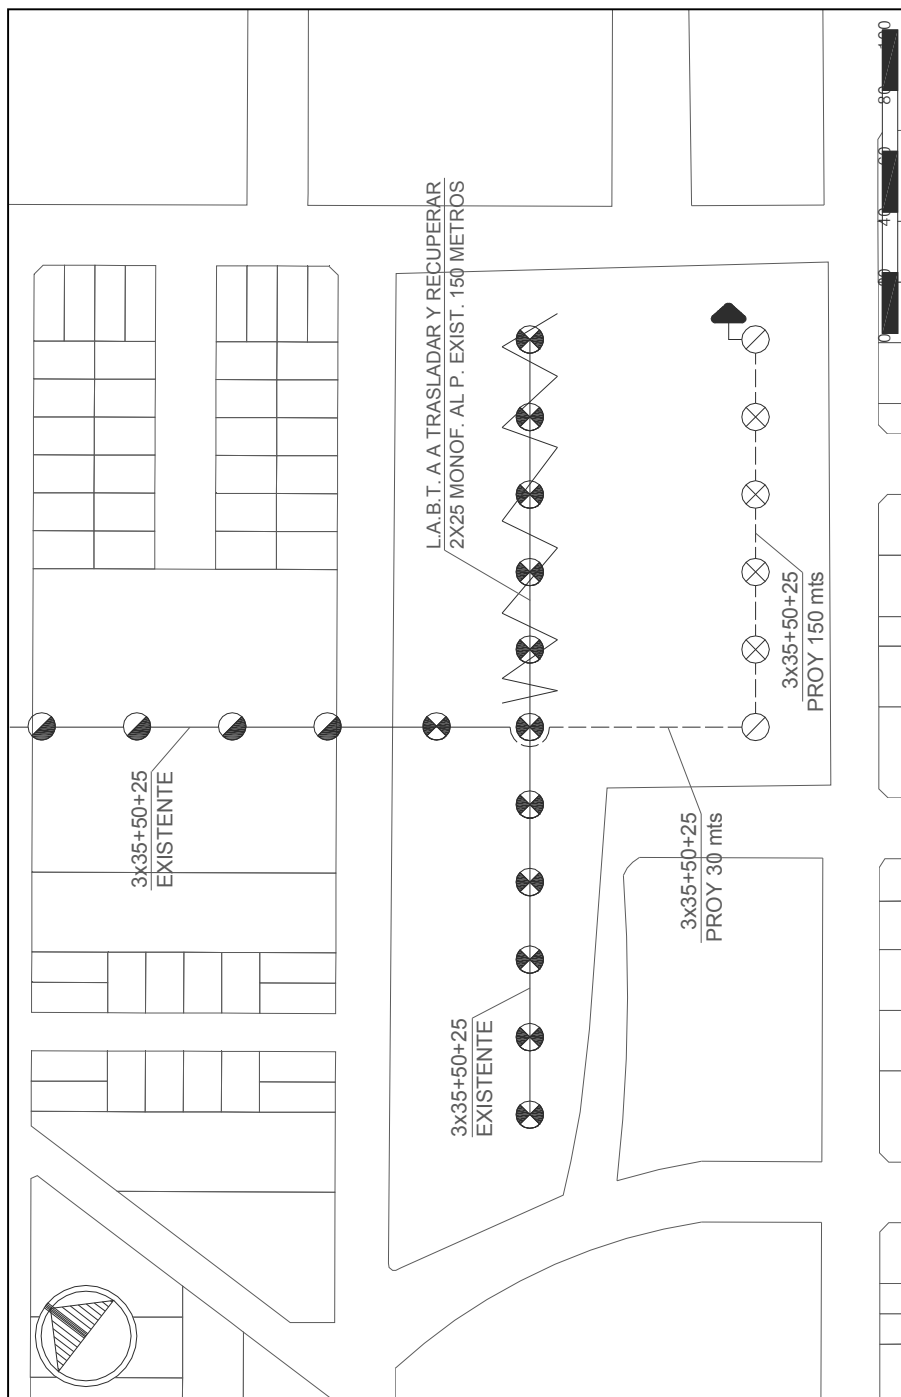 L.A.B.T. A A TRASLADAR Y RECUPERAR
2X25 MONOF. AL P. EXIST. 150 METROS
3x35+50+25
EXISTENTE
3x35+50+25
PROY 150 mts
3x35+50+25
PROY 30 mts
3x35+50+25
EXISTENTE
0
20
40
60
80
100